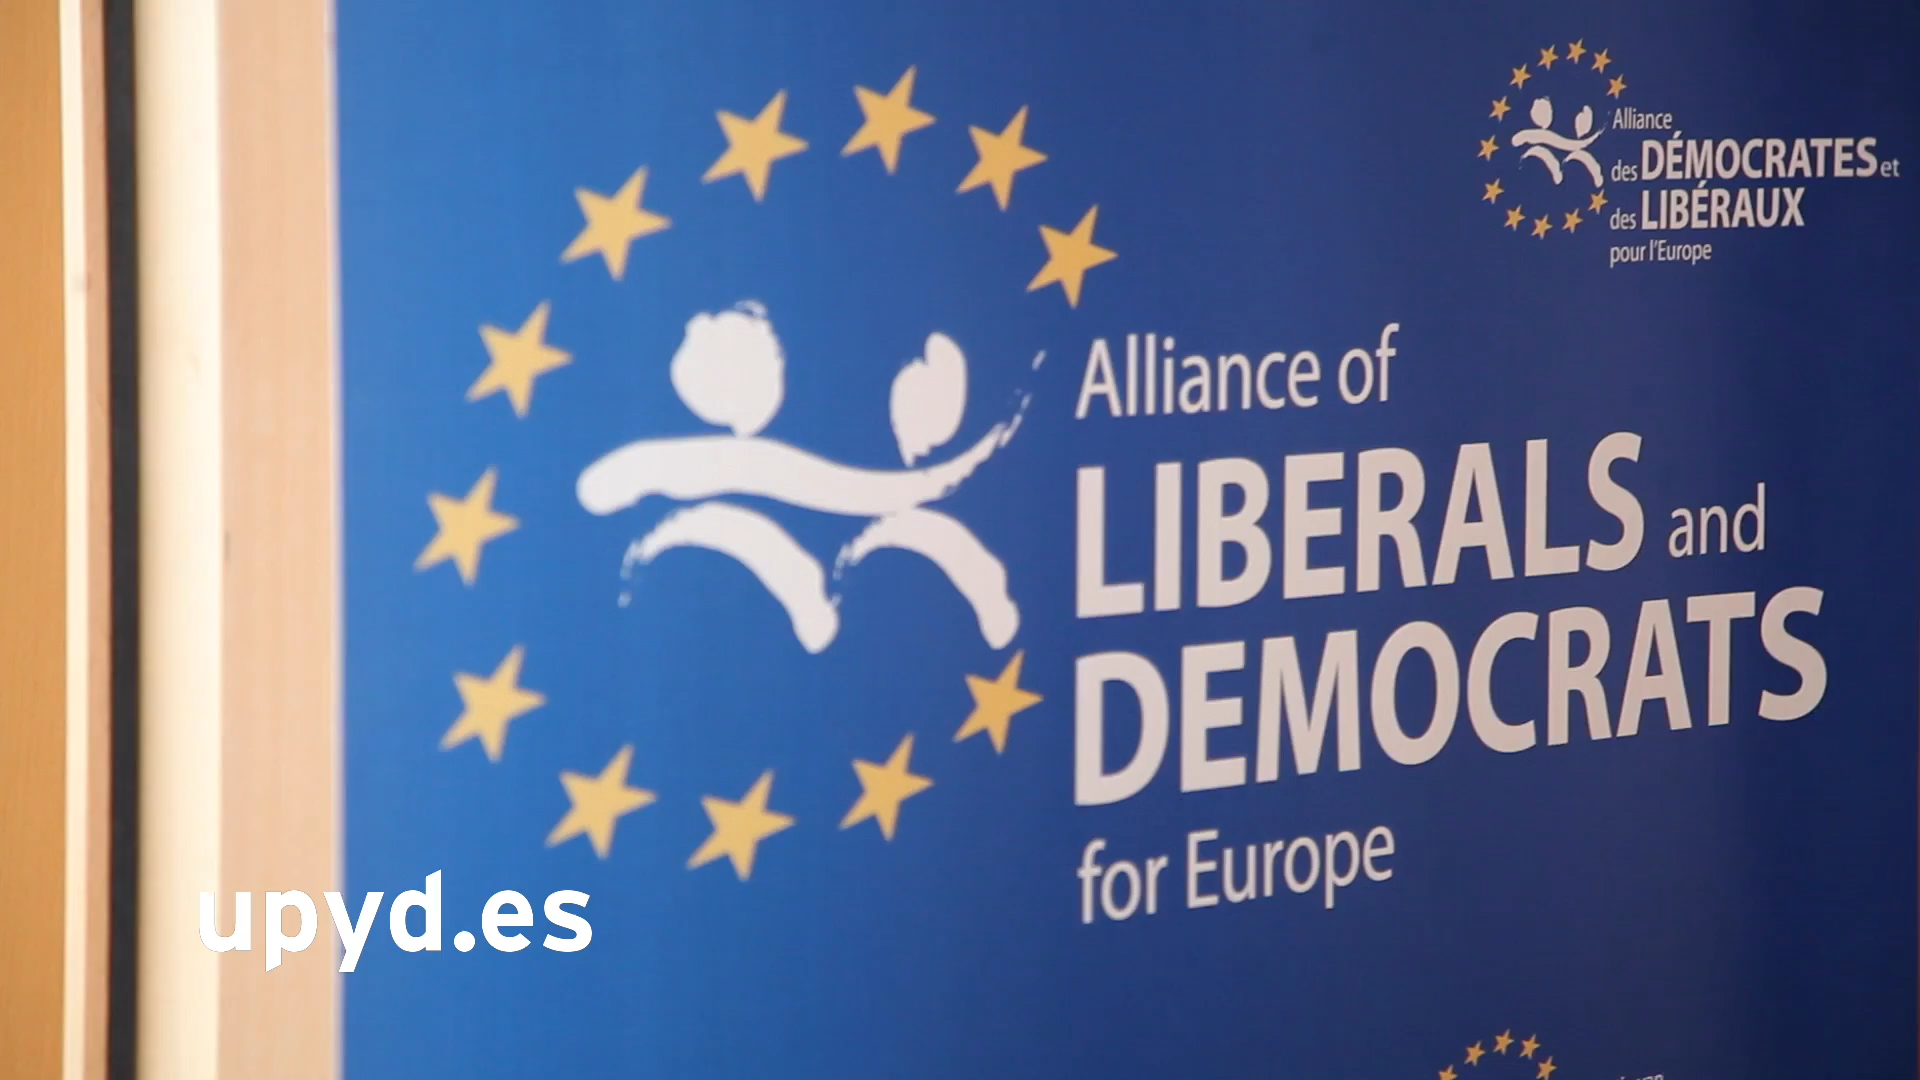 Alliance
des DÉMOCRATES et
des LIBÉRAUX
pour l'Europe
Alliance of
LIBERALS and
DEMOCRATS
for Europe
upyd.es